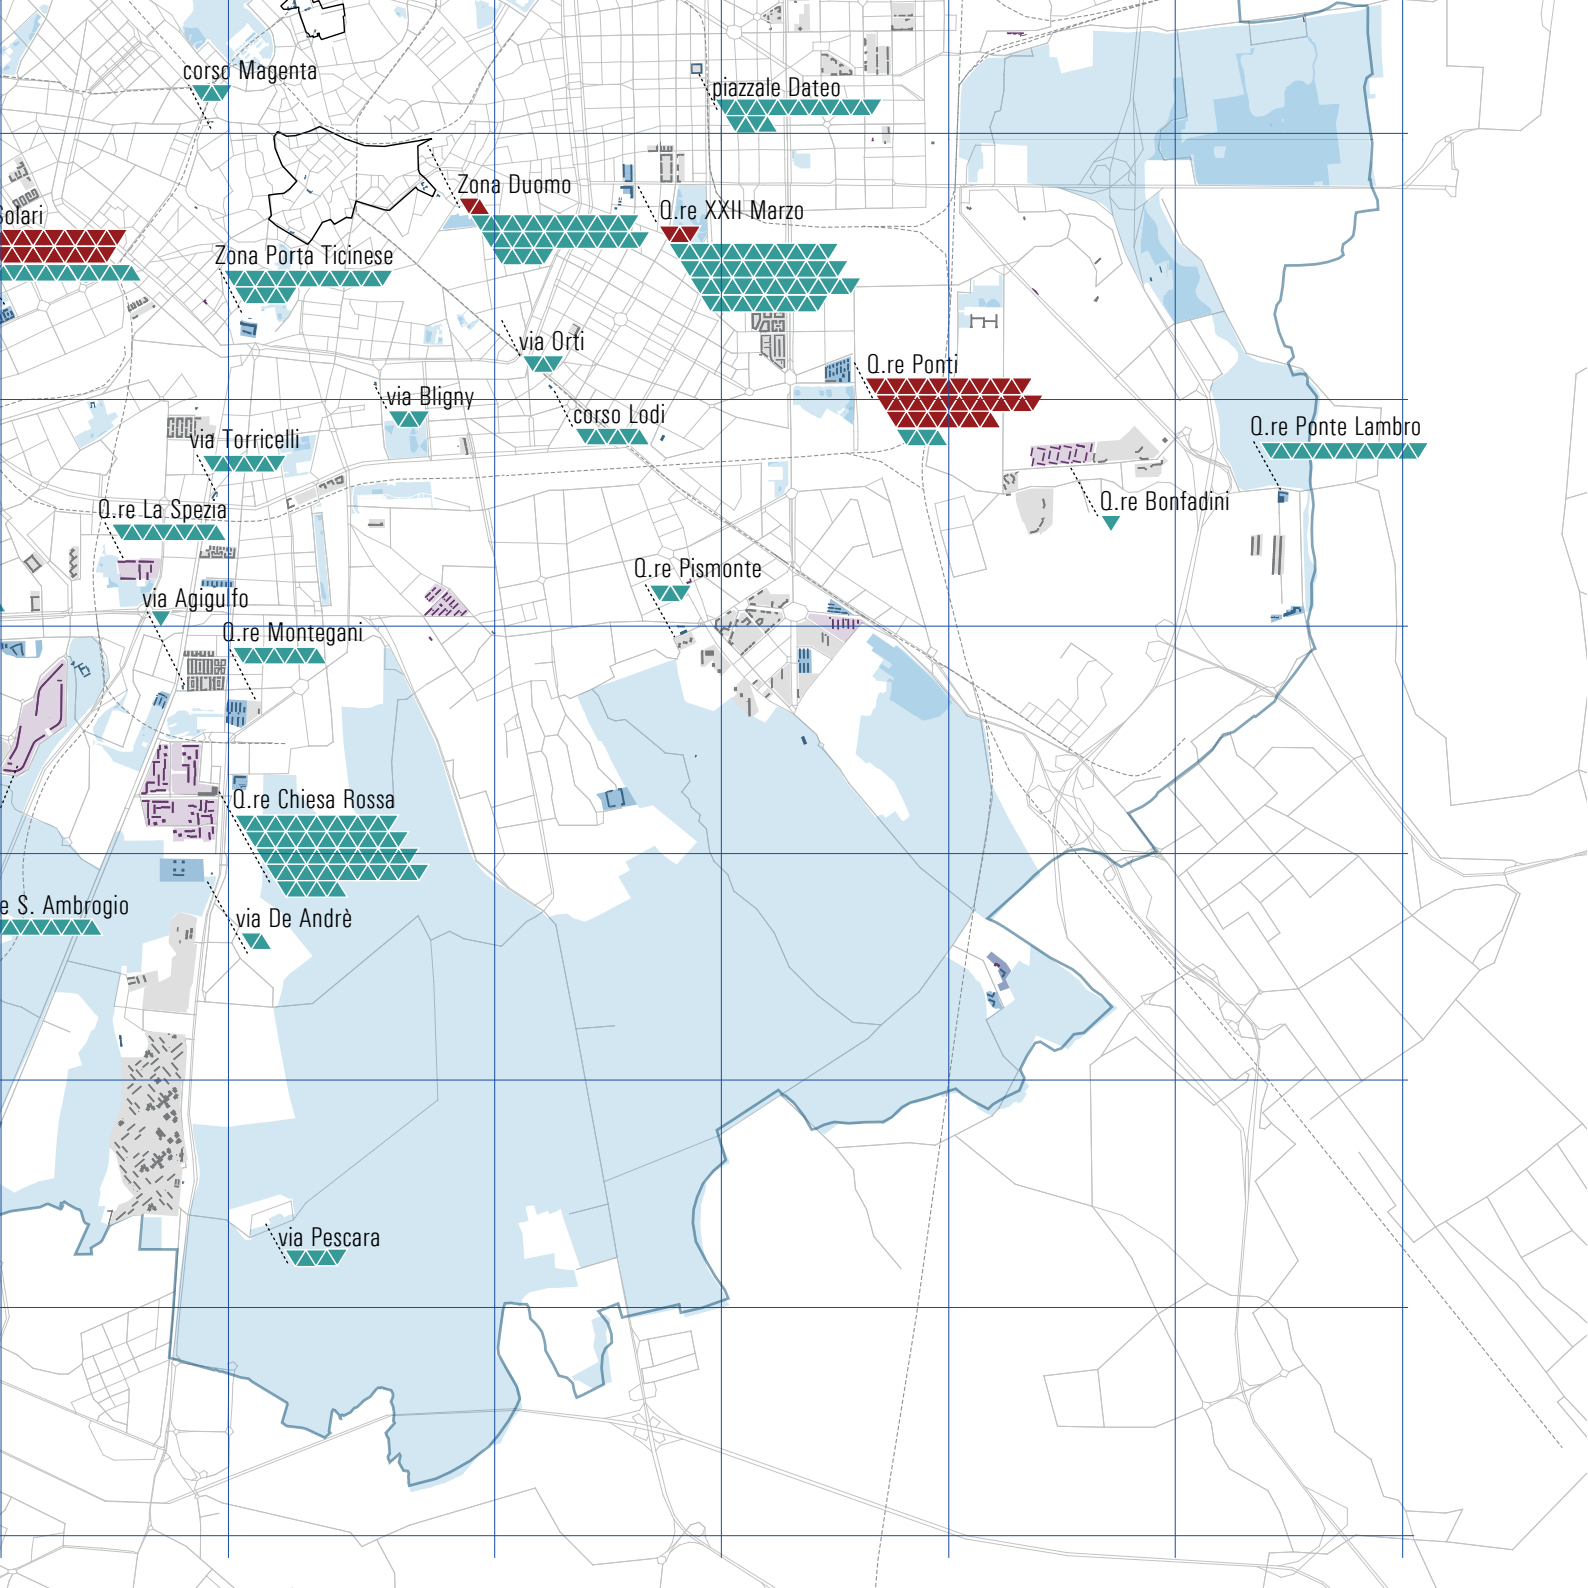 corso Magenta
piazzale Dateo
Zona Duomo
Q.re XXII Marzo
Solari
Zona Porta Ticinese
via Orti
Q.re Ponti
via Bligny
corso Lodi
Q.re Ponte Lambro
via Torricelli
Q.re Bonfadini
Q.re La Spezia
Q.re Pismonte
via Agigulfo
Q.re Montegani
Q.re Chiesa Rossa
e S. Ambrogio
via De Andrè
via Pescara